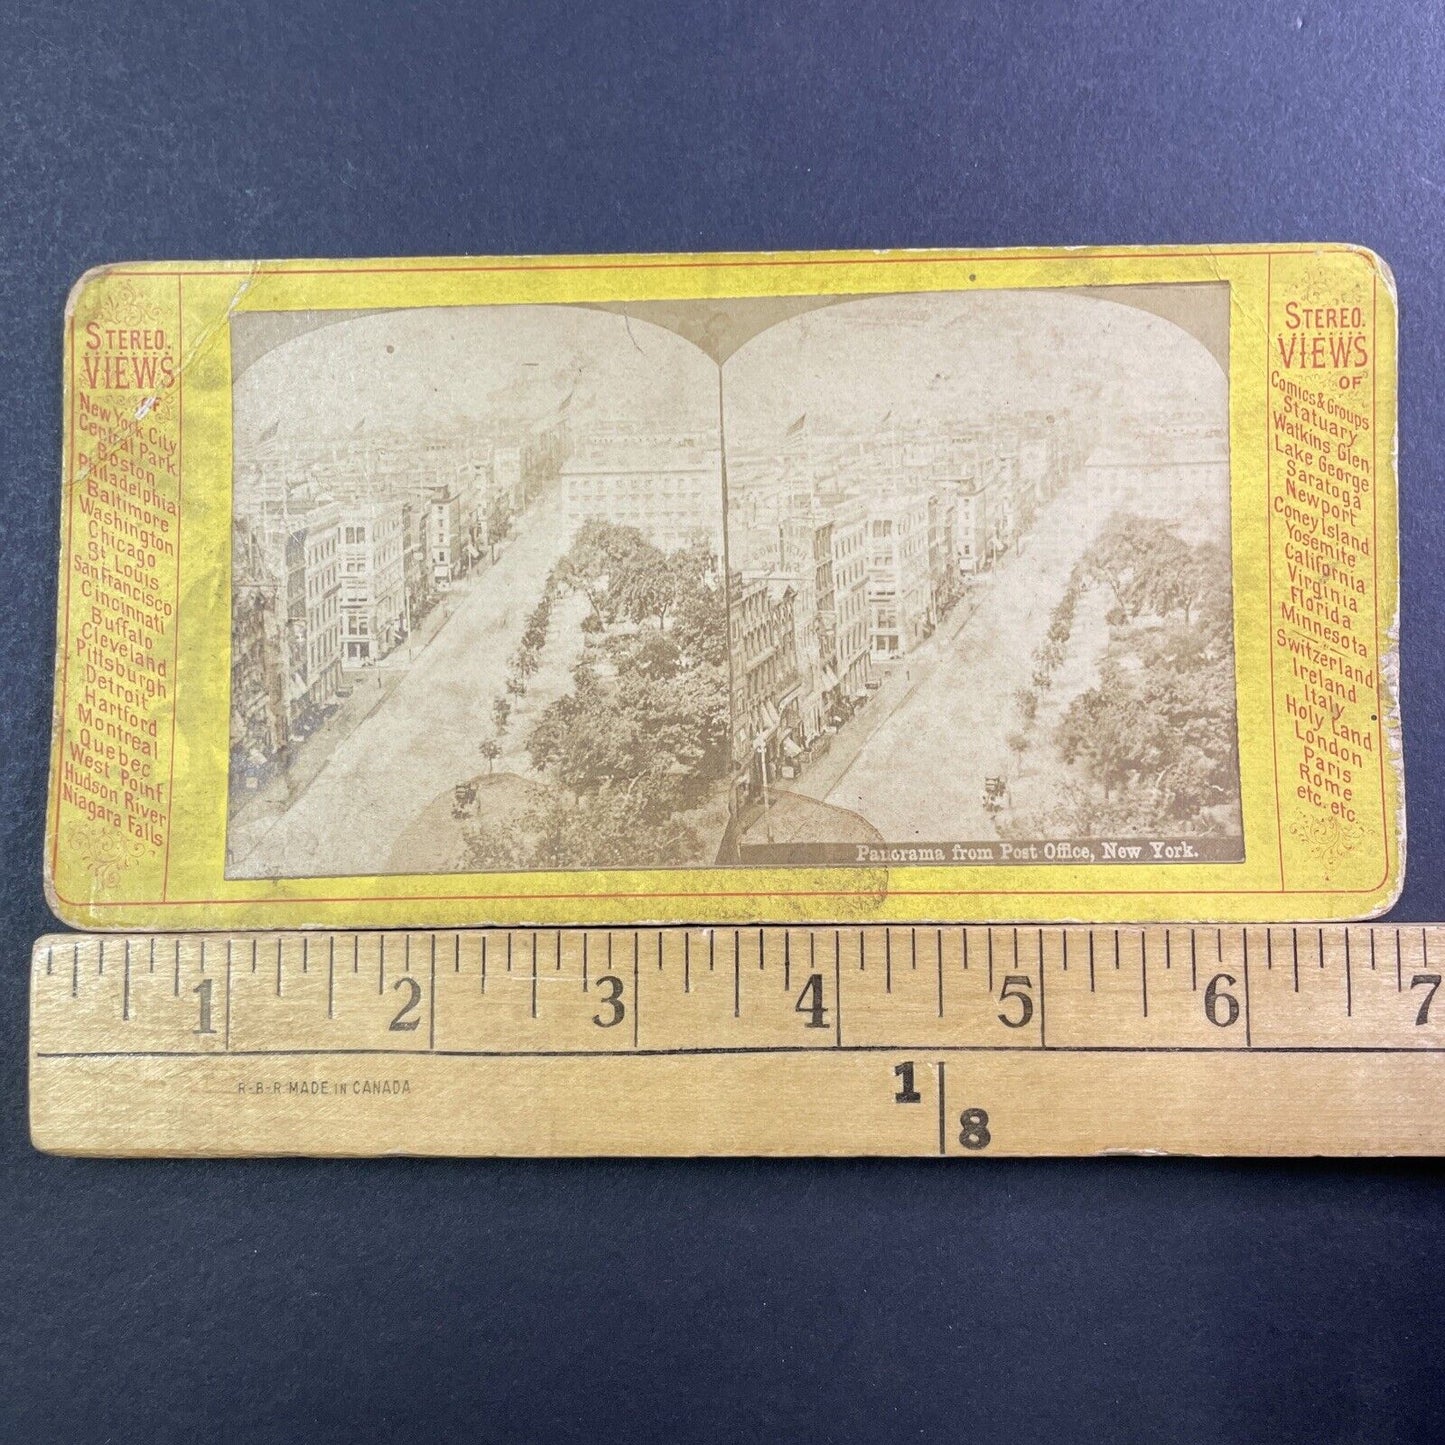 STEREO.
VIEWS
OF
New York City
Central Park
Boston
Philadelphia
Baltimore
Washington
Chicago
St Louis
San Francisco
Cincinnati
Buffalo
Cleveland
Pittsburgh
Detroit
Hartford
Montreal
Quebec
West Point
Hudson River
Niagara Falls
Panorama from Post Office, New York.
STEREO.
VIEWS
OF
Comics & Groups
Statuary
Watkins Glen
Lake George
Saratoga
Newport
Coney Island
Yosemite
California
Virginia
Florida
Minnesota
Switzerland
Ireland
Italy
Holy Land
London
Paris
Rome
etc. etc.
1 2 3 4 5 6 7
R-B-R MADE IN CANADA
1
8